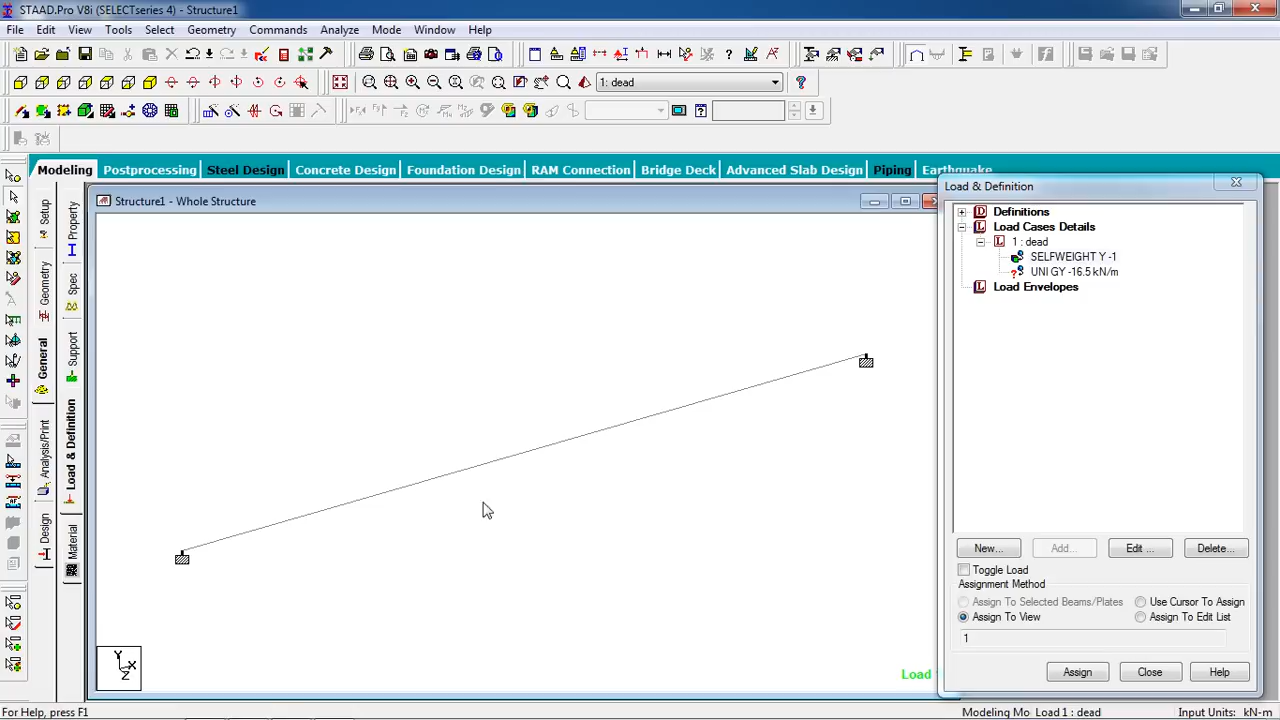 STAAD.Pro V8i (SELECTseries 4) - Structure1
File Edit View Tools Select Geometry Commands Analyze Mode Window Help
1: dead
Modeling Postprocessing Steel Design Concrete Design Foundation Design RAM Connection Bridge Deck Advanced Slab Design Piping Earthquake
Setup
Geometry
General
Analysis/Print
Design
Property
Spec
Support
Load & Definition
Material
Structure1 - Whole Structure
Y
X
Z
Load
Load & Definition
Definitions
Load Cases Details
1 : dead
SELFWEIGHT Y -1
UNI GY -16.5 kN/m
Load Envelopes
New... Add... Edit ... Delete...
Toggle Load
Assignment Method
Assign To Selected Beams/Plates Use Cursor To Assign
Assign To View Assign To Edit List
1
Assign Close Help
For Help, press F1 Modeling Mo Load 1 : dead Input Units: kN-m